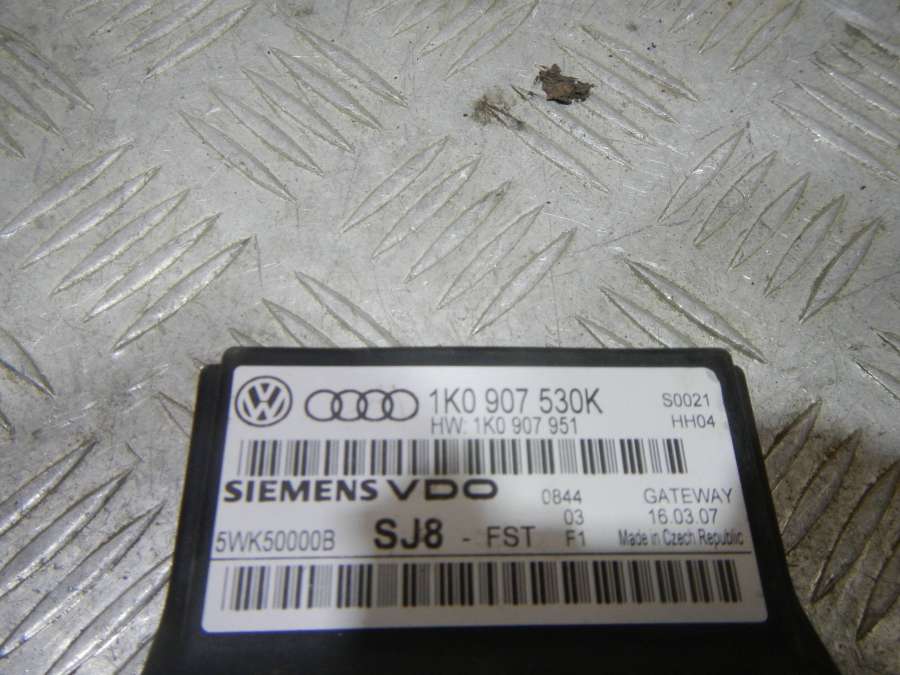 1K0 907 530K S0021
HW: 1K0 907 951 HH04
SIEMENS VDO 0844 GATEWAY
03 16.03.07
5WK50000B SJ8 - FST F1 Made in Czech Republic